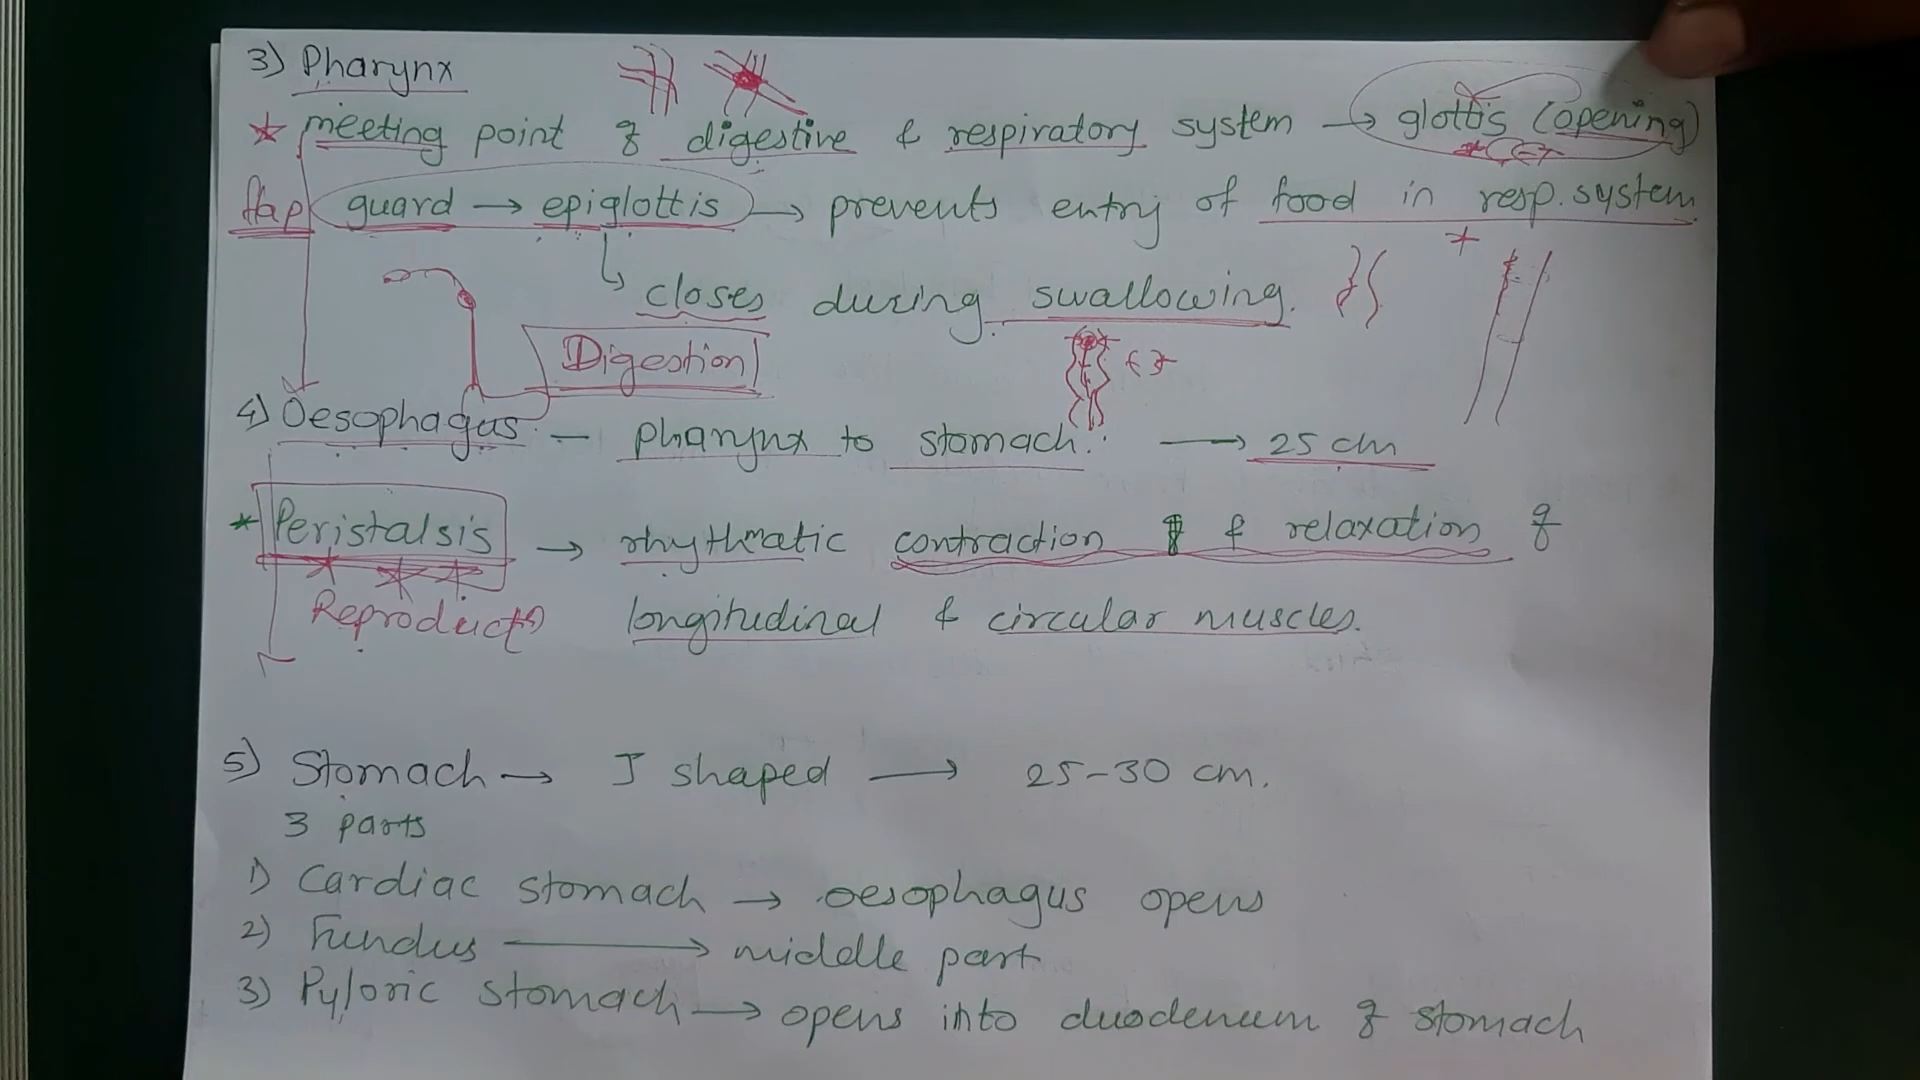 3) Pharynx
* meeting point of digestive & respiratory system → glottis (opening)
flap guard → epiglottis → prevents entry of food in resp. system
↳ closes during swallowing.
Digestion
4) Oesophagus - pharynx to stomach. → 25 cm
* Peristalsis → rhythmatic contraction & relaxation of
Reproductn longitudinal & circular muscles.
5) Stomach → J shaped → 25-30 cm.
3 parts
1) Cardiac stomach → oesophagus opens
2) Fundus → middle part
3) Pyloric stomach → opens into duodenum of stomach